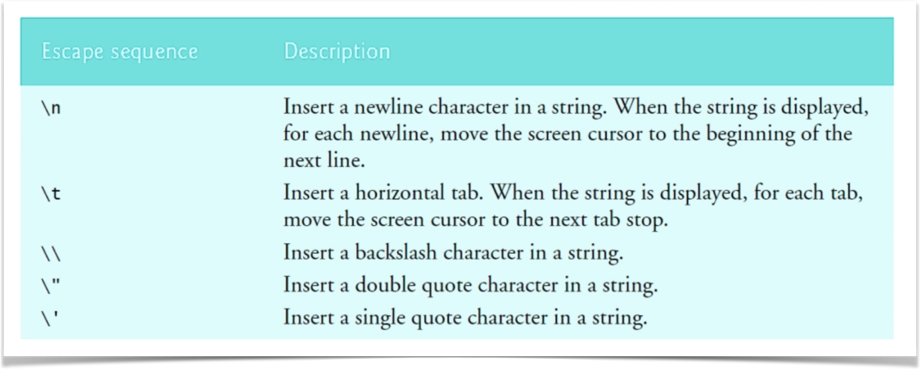 Escape sequence Description
\n Insert a newline character in a string. When the string is displayed,
for each newline, move the screen cursor to the beginning of the
next line.
\t Insert a horizontal tab. When the string is displayed, for each tab,
move the screen cursor to the next tab stop.
\\ Insert a backslash character in a string.
\" Insert a double quote character in a string.
\' Insert a single quote character in a string.